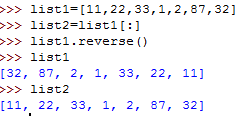 >>> list1=[11,22,33,1,2,87,32]
>>> list2=list1[:]
>>> list1.reverse()
>>> list1
[32, 87, 2, 1, 33, 22, 11]
>>> list2
[11, 22, 33, 1, 2, 87, 32]